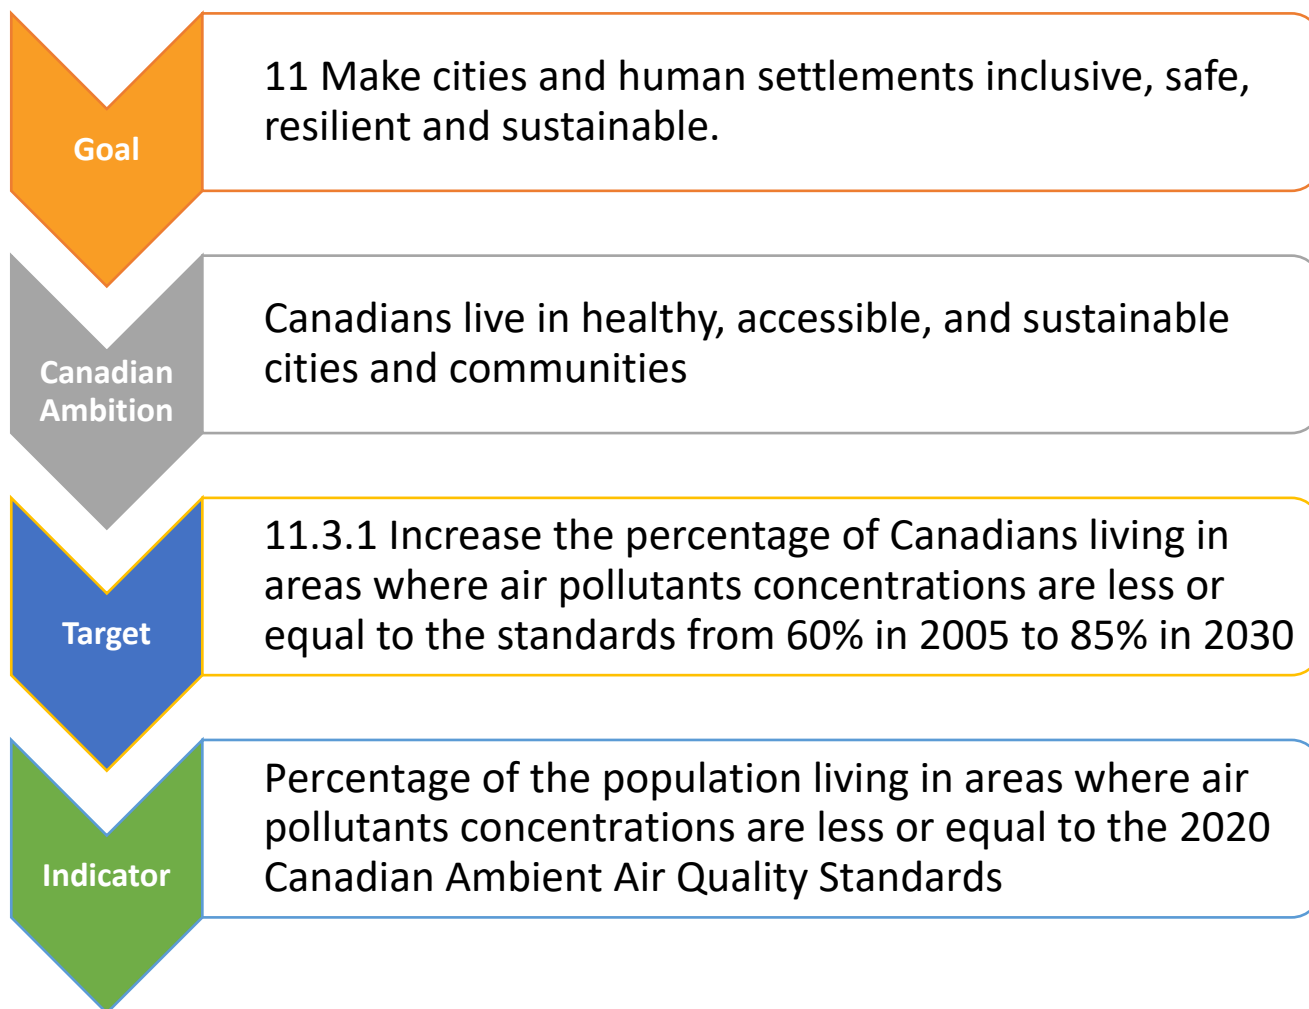 Goal
11 Make cities and human settlements inclusive, safe,
resilient and sustainable.
Canadian
Ambition
Canadians live in healthy, accessible, and sustainable
cities and communities
Target
11.3.1 Increase the percentage of Canadians living in
areas where air pollutants concentrations are less or
equal to the standards from 60% in 2005 to 85% in 2030
Indicator
Percentage of the population living in areas where air
pollutants concentrations are less or equal to the 2020
Canadian Ambient Air Quality Standards